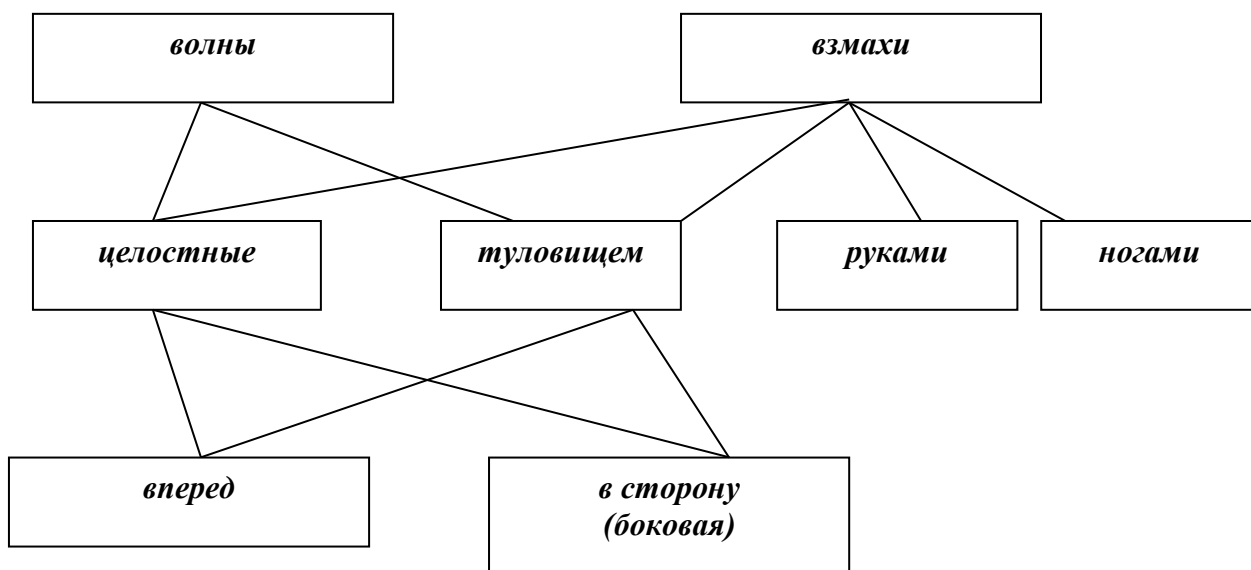 волны
взмахи
целостные
туловищем
руками
ногами
вперед
в сторону
(боковая)